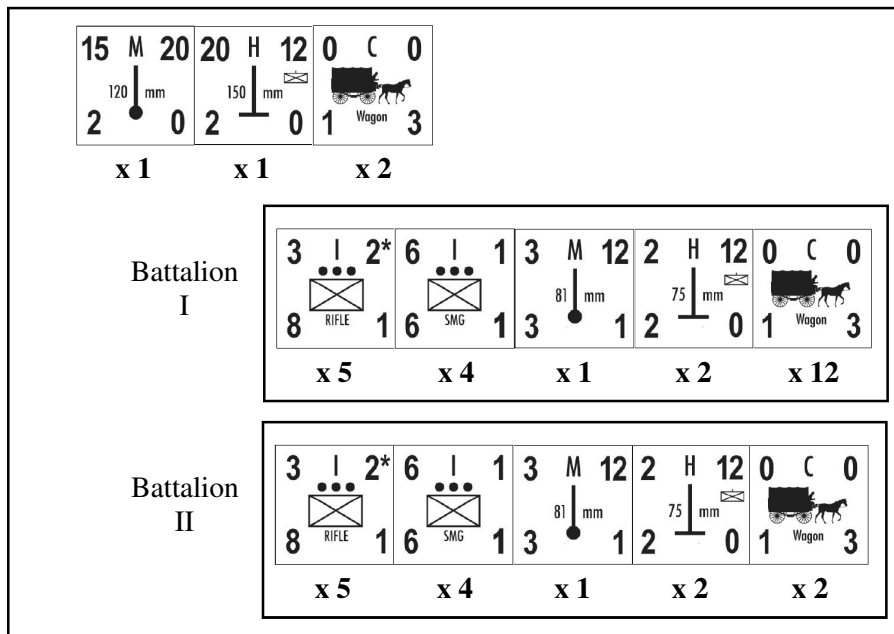 15 M 20 20 H 12 0 C 0
120 mm 150 mm
2 0 2 0 1 Wagon 3
x 1 x 1 x 2
Battalion
I
3 I 2* 6 I 1 3 M 12 2 H 12 0 C 0
81 mm 75 mm
8 RIFLE 1 6 SMG 1 3 1 2 0 1 Wagon 3
x 5 x 4 x 1 x 2 x 12
Battalion
II
3 I 2* 6 I 1 3 M 12 2 H 12 0 C 0
81 mm 75 mm
8 RIFLE 1 6 SMG 1 3 1 2 0 1 Wagon 3
x 5 x 4 x 1 x 2 x 2